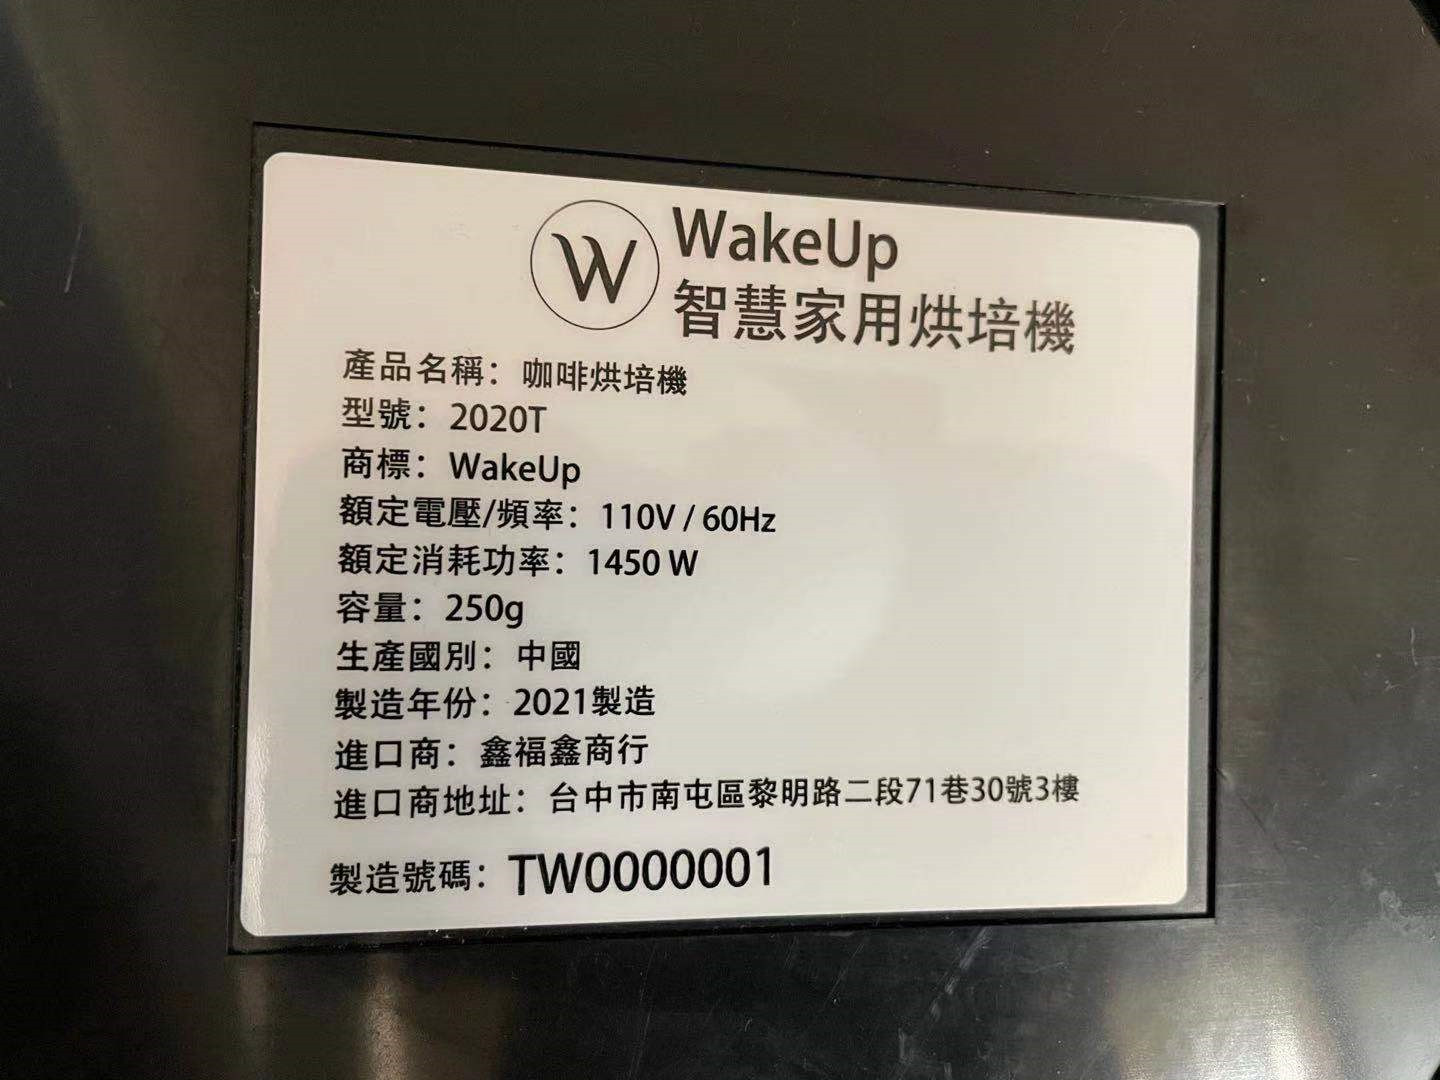 W
WakeUp
智慧家用烘培機
產品名稱：咖啡烘培機
型號：2020T
商標：WakeUp
額定電壓/頻率：110V / 60Hz
額定消耗功率：1450 W
容量：250g
生產國別：中國
製造年份：2021製造
進口商：鑫福鑫商行
進口商地址：台中市南屯區黎明路二段71巷30號3樓
製造號碼：TW0000001